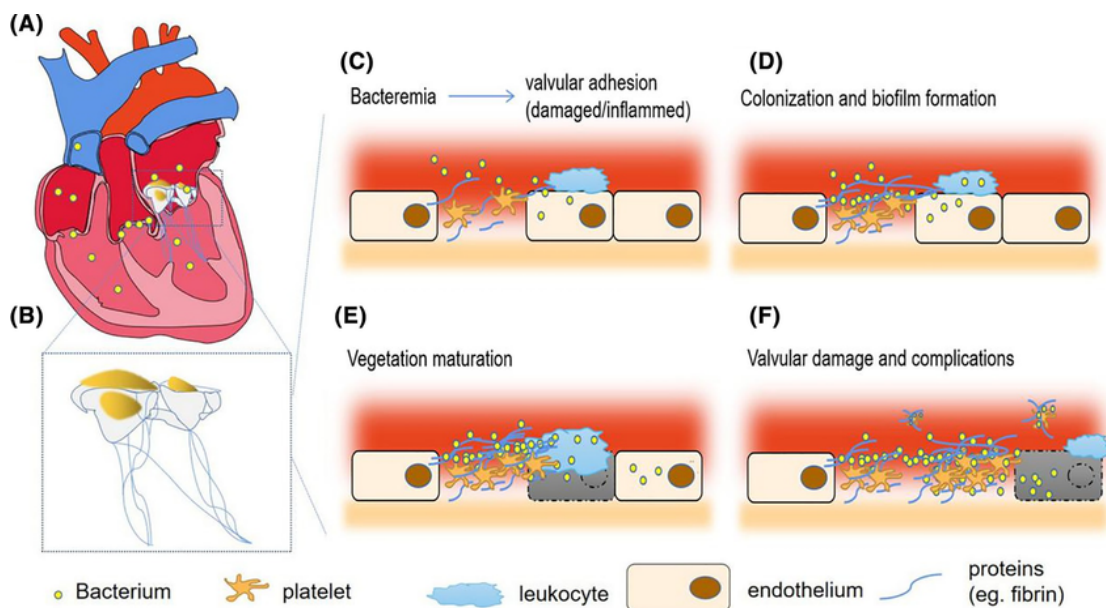 (A)
(B)
(C)
Bacteremia
valvular adhesion
(damaged/inflammed)
(D)
Colonization and biofilm formation
(E)
Vegetation maturation
(F)
Valvular damage and complications
Bacterium
platelet
leukocyte
endothelium
proteins
(eg. fibrin)